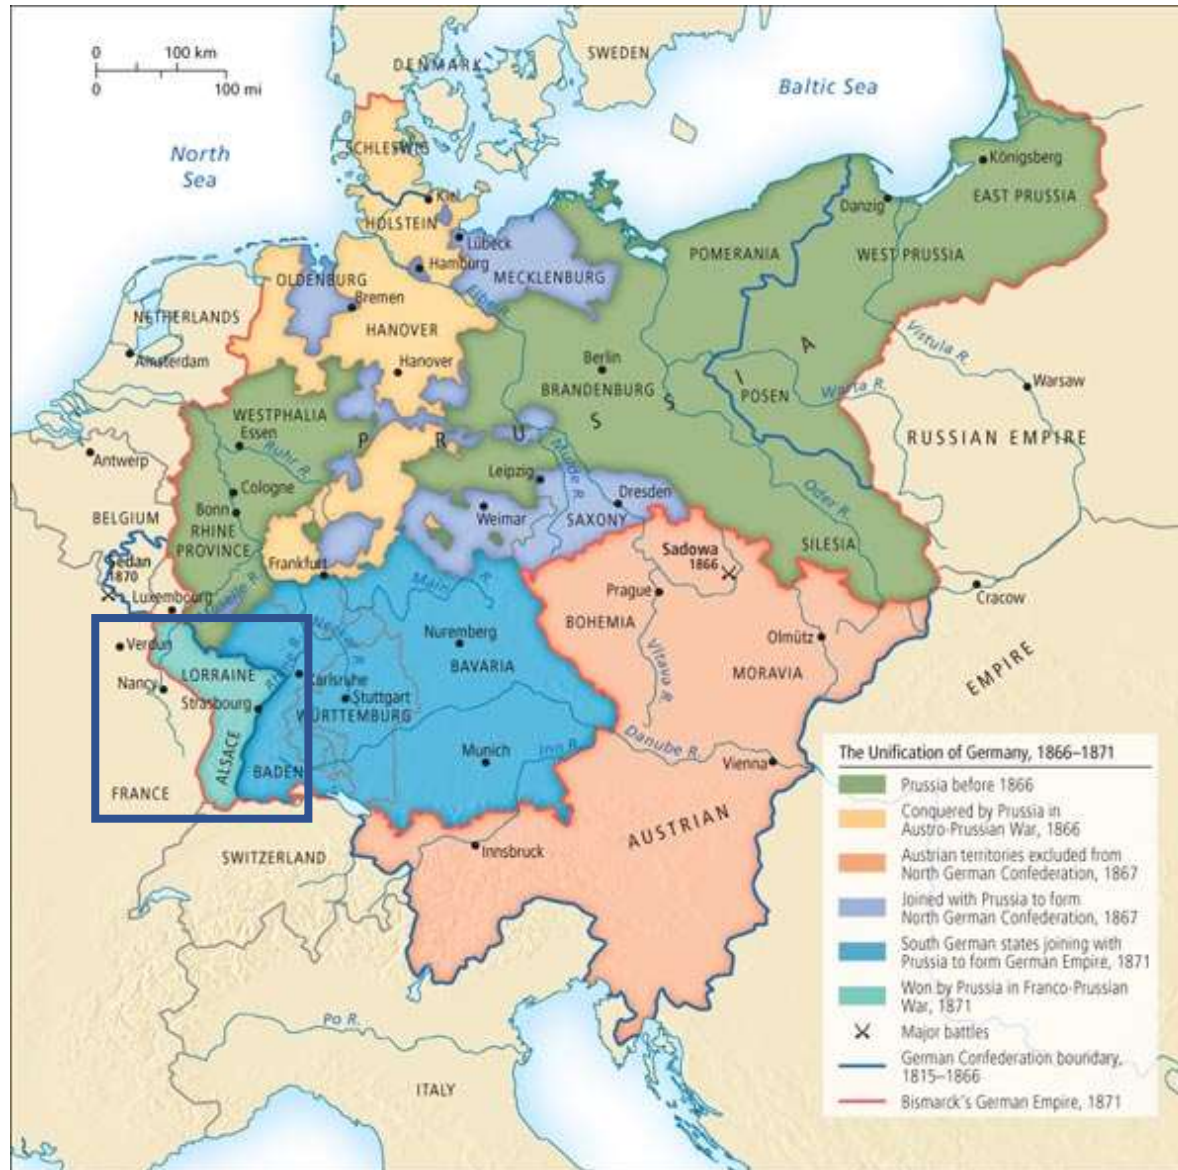 0 100 km
0 100 mi
SWEDEN
DENMARK
Baltic Sea
North
Sea
SCHLESWIG
Kiel
HOLSTEIN
Lübeck
Hamburg
MECKLENBURG
Königsberg
EAST PRUSSIA
Danzig
POMERANIA
WEST PRUSSIA
OLDENBURG
Bremen
Elbe
HANOVER
Hanover
NETHERLANDS
Amsterdam
Vistula R.
Berlin
BRANDENBURG
POSEN
Warta R.
Warsaw
RUSSIAN EMPIRE
WESTPHALIA
Essen
Ruhr R.
PRUSSIA
Antwerp
Leipzig
Mulde R.
Cologne
Bonn
Dresden
Oder R.
BELGIUM
RHINE
PROVINCE
Weimar
SAXONY
SILESIA
Sedan
1870
Frankfurt
Sadowa
1866
Luxembourg
Moselle R.
Main R.
Prague
Cracow
Verdun
Neckar R.
Nuremberg
BOHEMIA
Olmütz
LORRAINE
BAVARIA
Vltava R.
MORAVIA
Nancy
Karlsruhe
Strasbourg
Stuttgart
WÜRTTEMBURG
EMPIRE
ALSACE
BADEN
Munich
Inn R.
Danube R.
Vienna
FRANCE
AUSTRIAN
SWITZERLAND
Innsbruck
Po R.
ITALY
The Unification of Germany, 1866–1871
Prussia before 1866
Conquered by Prussia in
Austro-Prussian War, 1866
Austrian territories excluded from
North German Confederation, 1867
Joined with Prussia to form
North German Confederation, 1867
South German states joining with
Prussia to form German Empire, 1871
Won by Prussia in Franco-Prussian
War, 1871
Major battles
German Confederation boundary,
1815–1866
Bismarck's German Empire, 1871